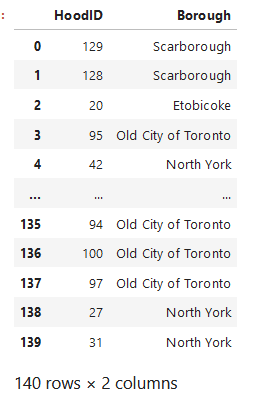 HoodID Borough
0 129 Scarborough
1 128 Scarborough
2 20 Etobicoke
3 95 Old City of Toronto
4 42 North York
... ... ...
135 94 Old City of Toronto
136 100 Old City of Toronto
137 97 Old City of Toronto
138 27 North York
139 31 North York
140 rows × 2 columns